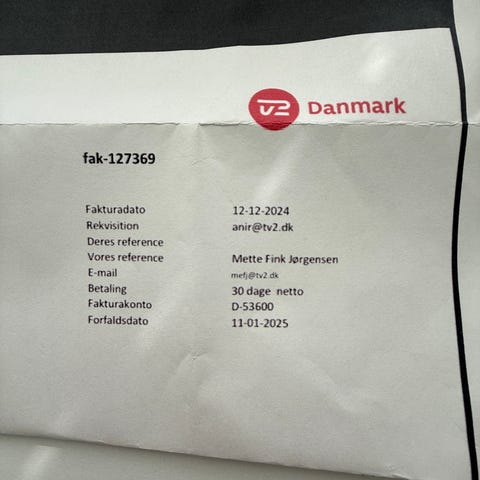 TV2 Danmark
fak-127369
Fakturadato 12-12-2024
Rekvisition anir@tv2.dk
Deres reference
Vores reference Mette Fink Jørgensen
E-mail mefj@tv2.dk
Betaling 30 dage netto
Fakturakonto D-53600
Forfaldsdato 11-01-2025